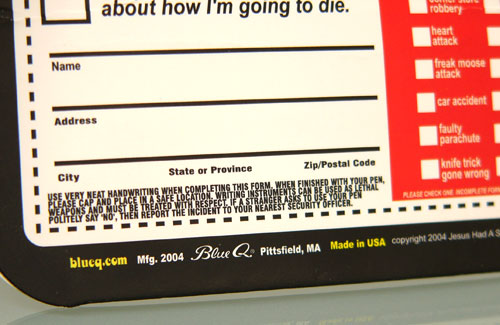 about how I'm going to die.
Name
Address
City State or Province Zip/Postal Code
USE VERY NEAT HANDWRITING WHEN COMPLETING THIS FORM. WHEN FINISHED WITH YOUR PEN,
PLEASE CAP AND PLACE IN A SAFE LOCATION. WRITING INSTRUMENTS CAN BE USED AS LETHAL
WEAPONS AND MUST BE TREATED WITH RESPECT. IF A STRANGER ASKS TO USE YOUR PEN
POLITELY SAY 'NO', THEN REPORT THE INCIDENT TO YOUR NEAREST SECURITY OFFICER.
corner store
robbery
heart
attack
freak moose
attack
car accident
faulty
parachute
knife trick
gone wrong
PLEASE CHECK ONE. INCOMPLETE FORM
blueq.com Mfg. 2004 Blue Q® Pittsfield, MA Made in USA copyright 2004 Jesus Had A S